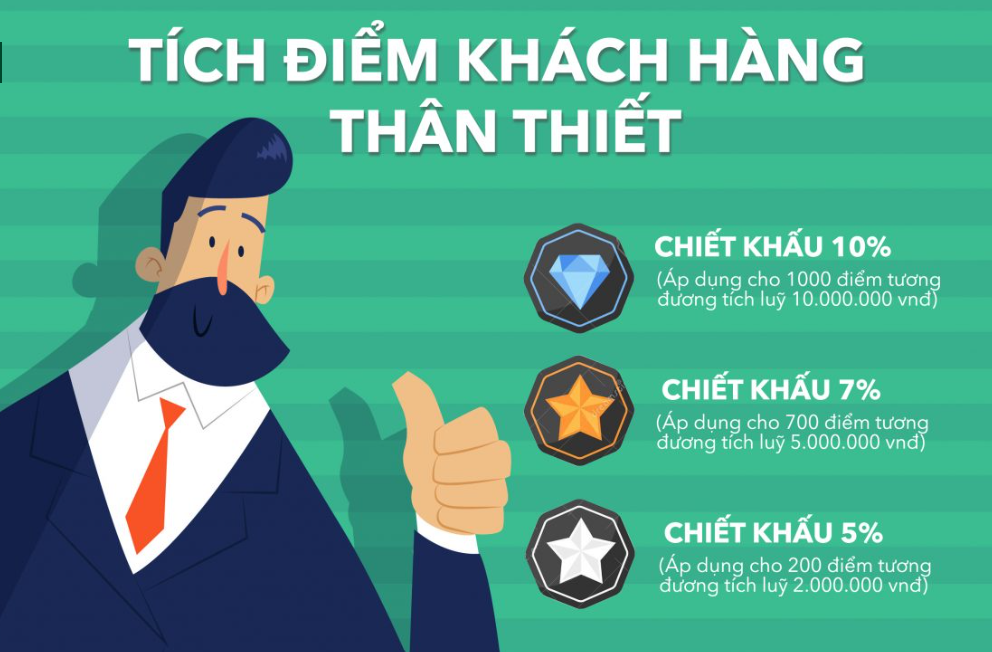 TÍCH ĐIỂM KHÁCH HÀNG
THÂN THIẾT
CHIẾT KHẤU 10%
(Áp dụng cho 1000 điểm tương
đương tích luỹ 10.000.000 vnđ)
CHIẾT KHẤU 7%
(Áp dụng cho 700 điểm tương
đương tích luỹ 5.000.000 vnđ)
CHIẾT KHẤU 5%
(Áp dụng cho 200 điểm tương
đương tích luỹ 2.000.000 vnđ)